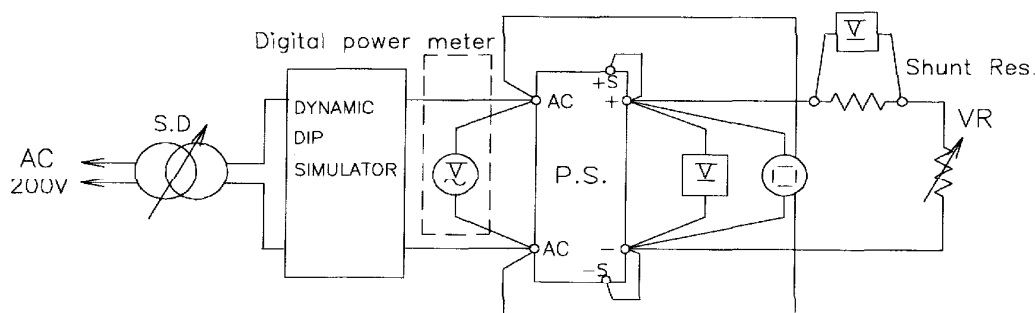 Digital power meter
S.D
AC
200V
DYNAMIC
DIP
SIMULATOR
V
AC
AC
P.S.
+S
+
-
-S
V
V
Shunt Res.
VR